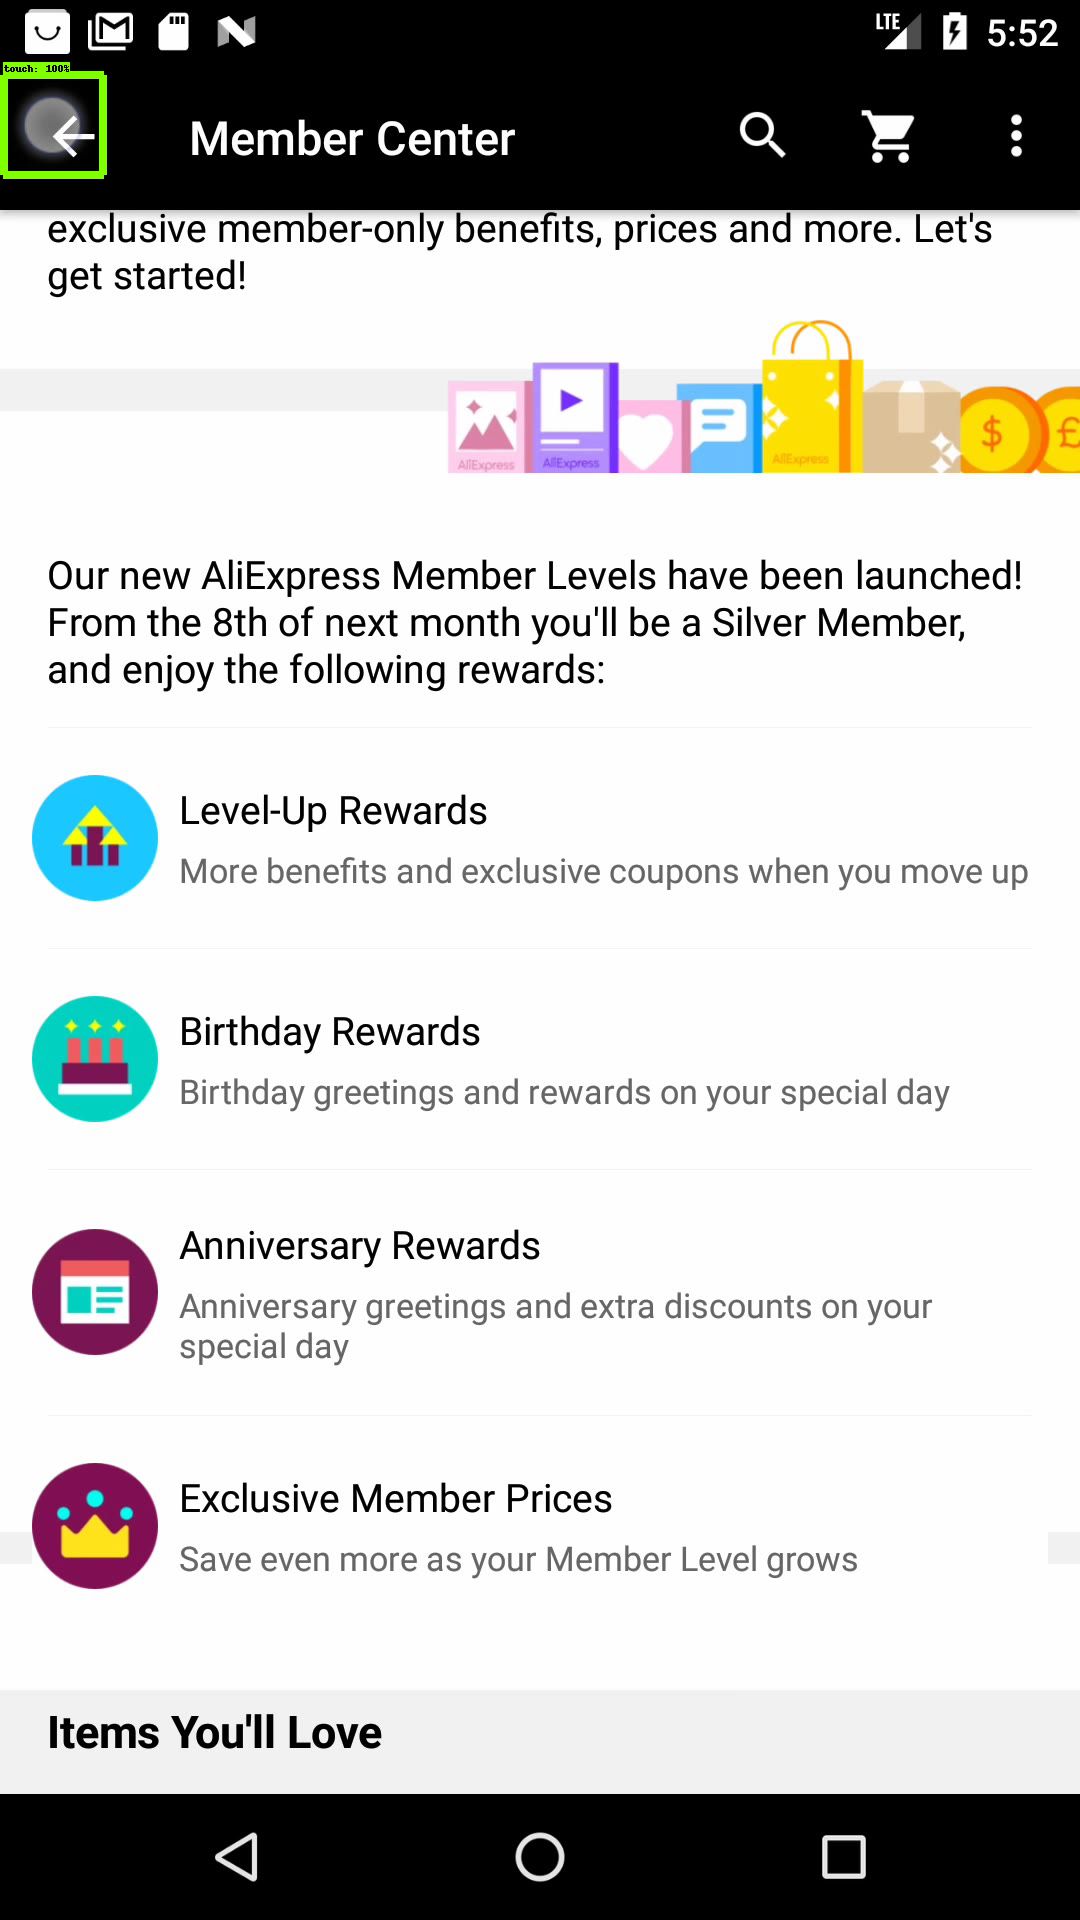 LTE
5:52
touch: 100%
Member Center
exclusive member-only benefits, prices and more. Let's
get started!
AliExpress
AliExpress
AliExpress
$
£
Our new AliExpress Member Levels have been launched!
From the 8th of next month you'll be a Silver Member,
and enjoy the following rewards:
Level-Up Rewards
More benefits and exclusive coupons when you move up
Birthday Rewards
Birthday greetings and rewards on your special day
Anniversary Rewards
Anniversary greetings and extra discounts on your
special day
Exclusive Member Prices
Save even more as your Member Level grows
Items You'll Love